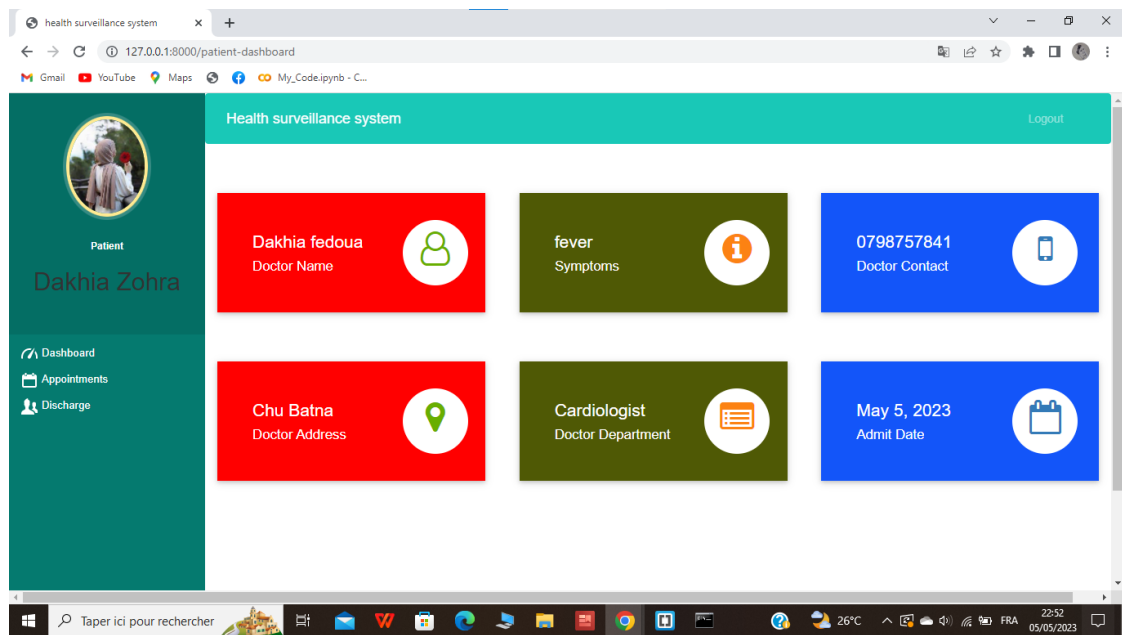 health surveillance system
127.0.0.1:8000/patient-dashboard
Gmail YouTube Maps My_Code.ipynb - C...
Health surveillance system Logout
Patient
Dakhia Zohra
Dashboard
Appointments
Discharge
Dakhia fedoua
Doctor Name
fever
Symptoms
0798757841
Doctor Contact
Chu Batna
Doctor Address
Cardiologist
Doctor Department
May 5, 2023
Admit Date
Taper ici pour rechercher
26°C FRA
22:52
05/05/2023